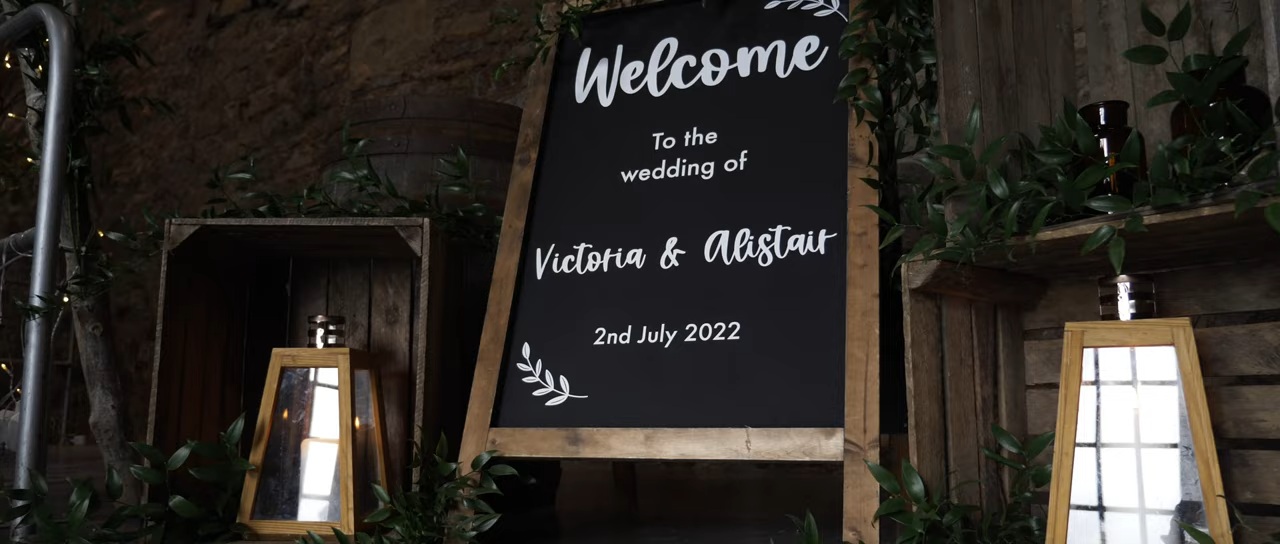 Welcome
To the
wedding of
Victoria & Alistair
2nd July 2022